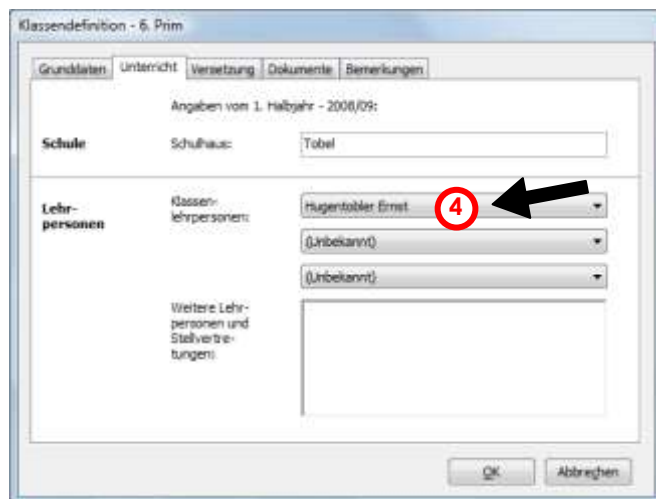 Klassendefinition - 6. Prim
Grunddaten Unterricht Versetzung Dokumente Bemerkungen
Angaben vom 1. Halbjahr - 2008/09:
Schule Schulhaus: Tobel
Lehr-
personen
Klassen-
lehrpersonen:
Hugentobler Ernst 4
(Unbekannt)
(Unbekannt)
Weitere Lehr-
personen und
Stellvertre-
tungen:
OK Abbrechen